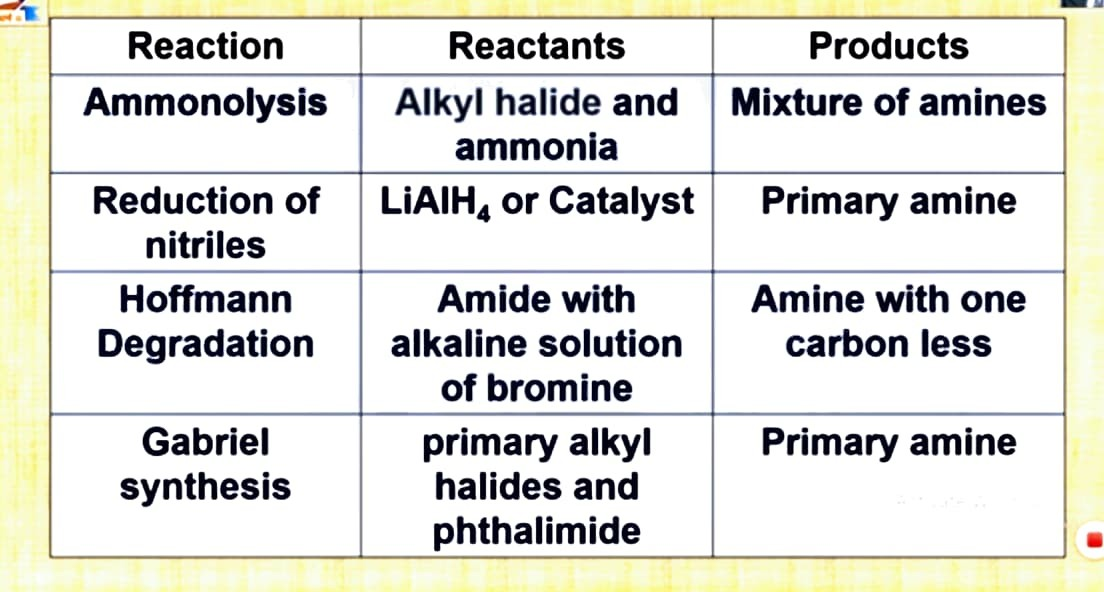 Reaction Reactants Products
Ammonolysis Alkyl halide and Mixture of amines
ammonia
Reduction of LiAlH₄ or Catalyst Primary amine
nitriles
Hoffmann Amide with Amine with one
Degradation alkaline solution carbon less
of bromine
Gabriel primary alkyl Primary amine
synthesis halides and
phthalimide